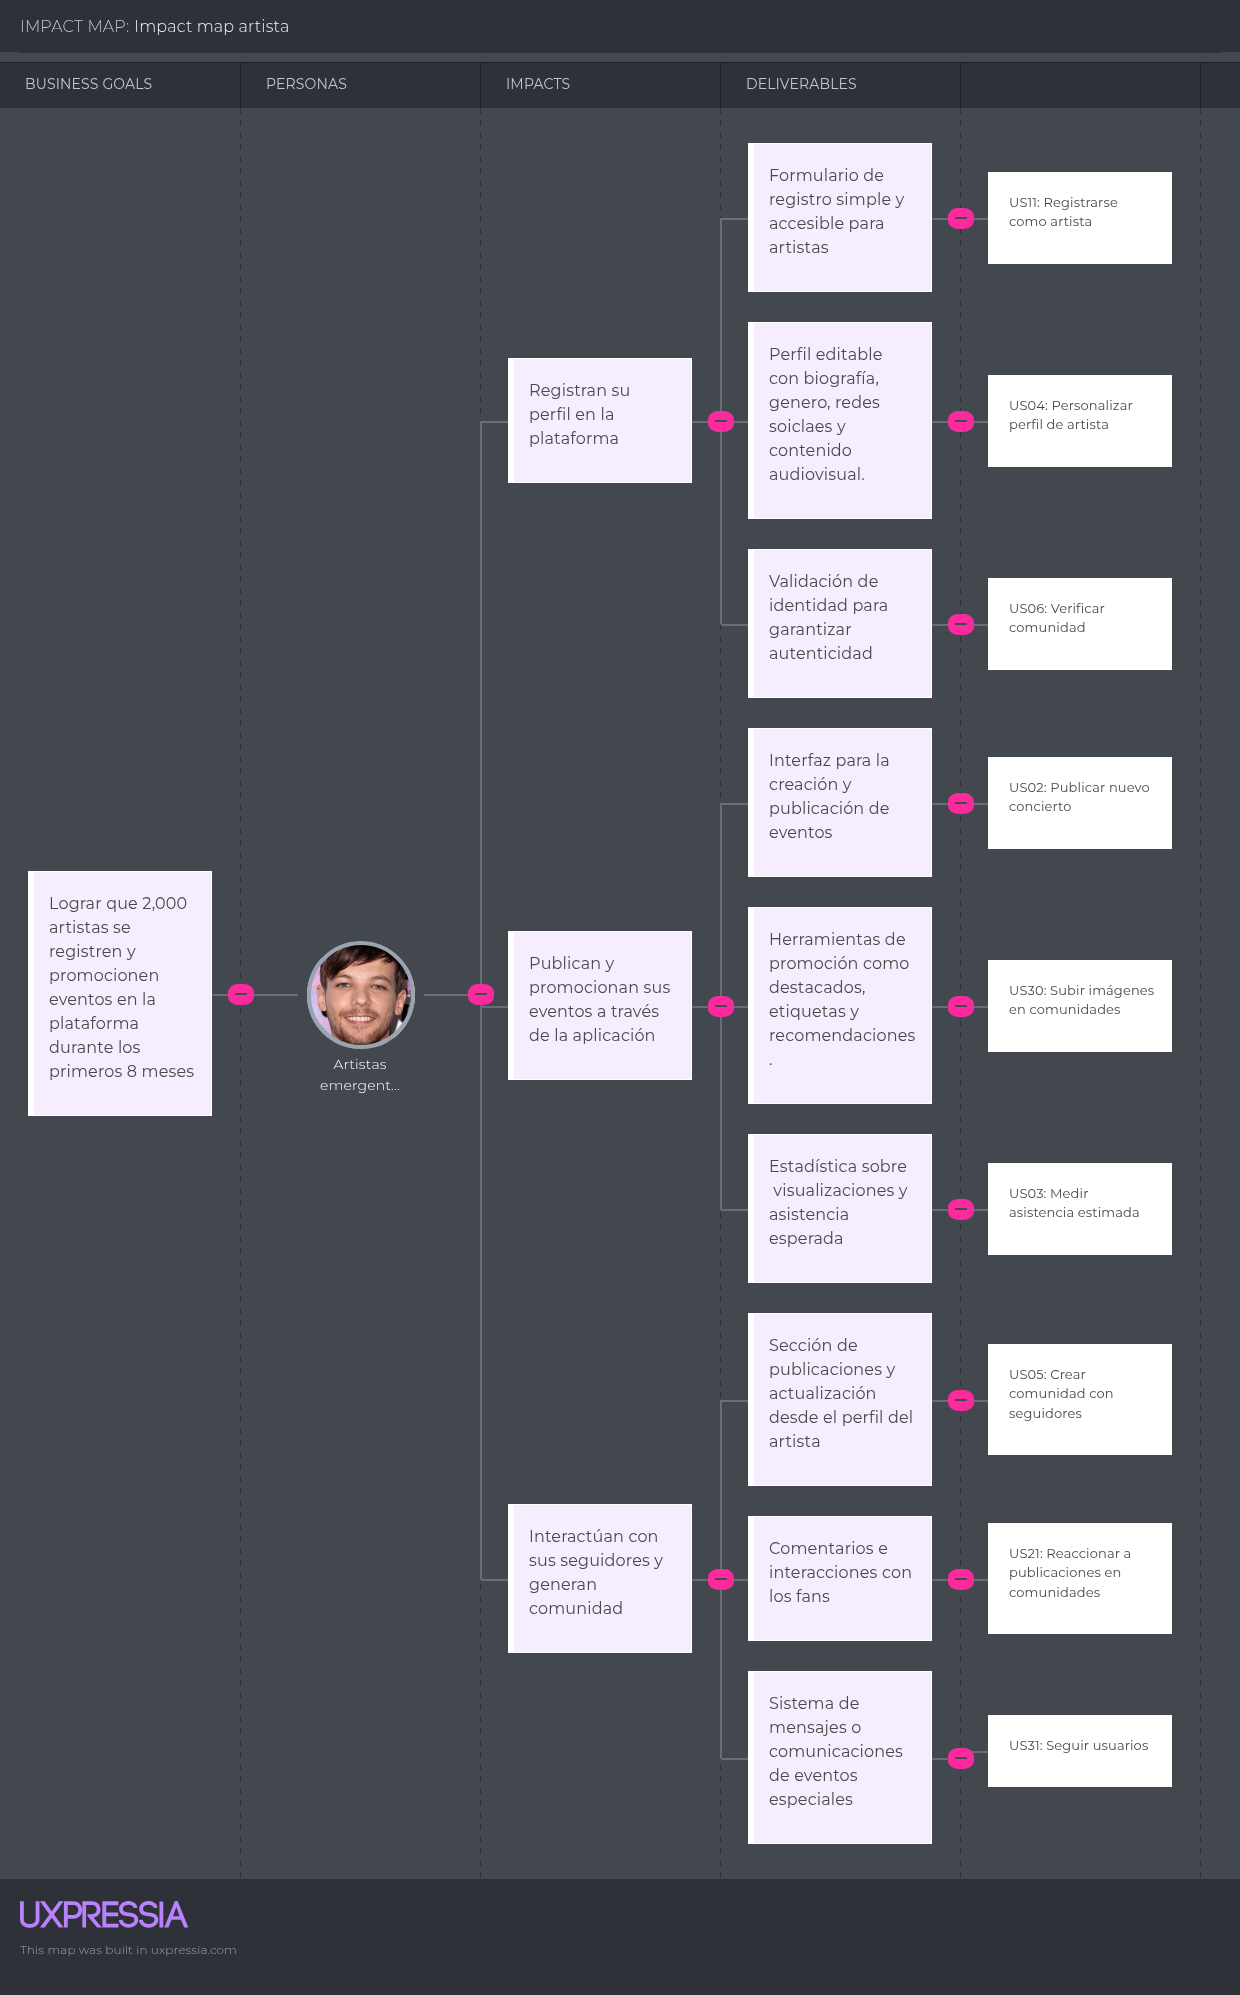 IMPACT MAP: Impact map artista
BUSINESS GOALS
PERSONAS
IMPACTS
DELIVERABLES
Lograr que 2,000
artistas se
registren y
promocionen
eventos en la
plataforma
durante los
primeros 8 meses
Artistas
emergent...
Registran su
perfil en la
plataforma
Formulario de
registro simple y
accesible para
artistas
US11: Registrarse
como artista
Perfil editable
con biografía,
genero, redes
soiclaes y
contenido
audiovisual.
US04: Personalizar
perfil de artista
Validación de
identidad para
garantizar
autenticidad
US06: Verificar
comunidad
Publican y
promocionan sus
eventos a través
de la aplicación
Interfaz para la
creación y
publicación de
eventos
US02: Publicar nuevo
concierto
Herramientas de
promoción como
destacados,
etiquetas y
recomendaciones
.
US30: Subir imágenes
en comunidades
Estadística sobre
visualizaciones y
asistencia
esperada
US03: Medir
asistencia estimada
Interactúan con
sus seguidores y
generan
comunidad
Sección de
publicaciones y
actualización
desde el perfil del
artista
US05: Crear
comunidad con
seguidores
Comentarios e
interacciones con
los fans
US21: Reaccionar a
publicaciones en
comunidades
Sistema de
mensajes o
comunicaciones
de eventos
especiales
US31: Seguir usuarios
UXPRESSIA
This map was built in uxpressia.com